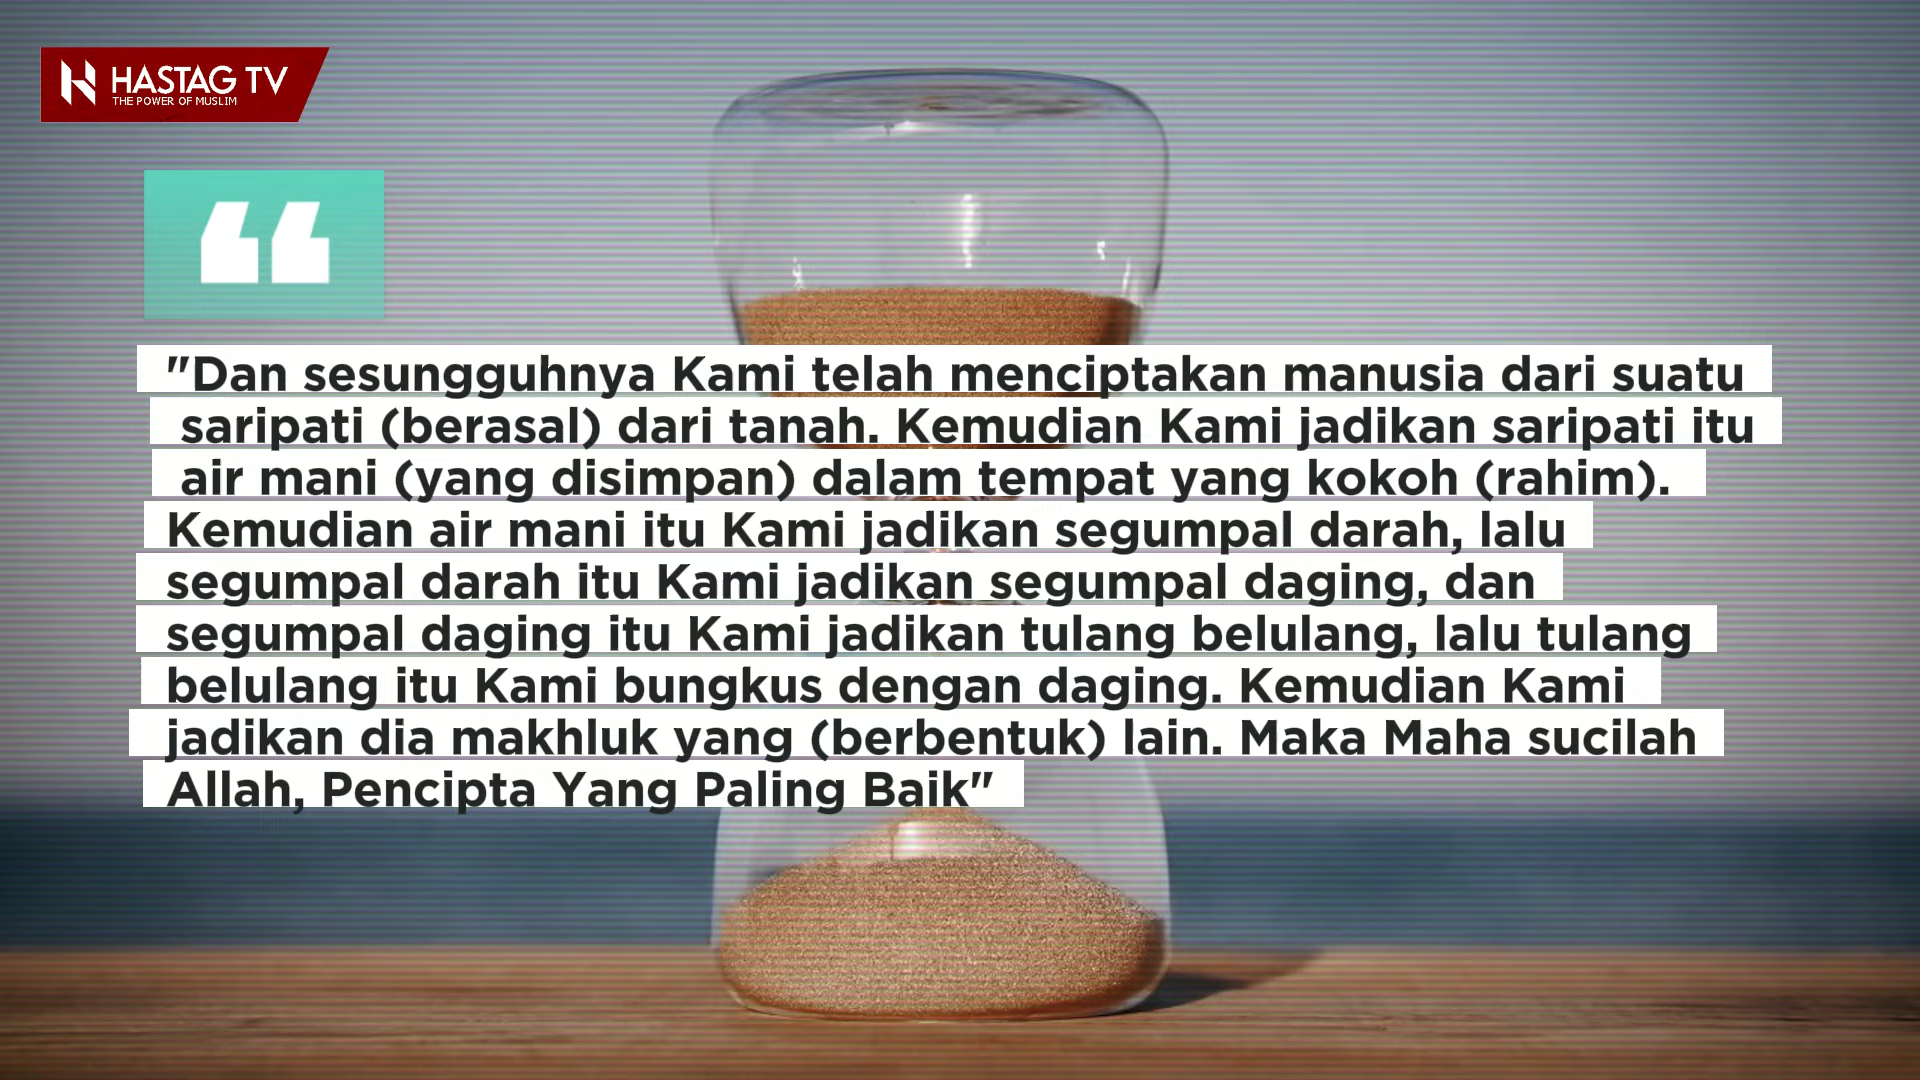 HASTAG TV
THE POWER OF MUSLIM
"Dan sesungguhnya Kami telah menciptakan manusia dari suatu
saripati (berasal) dari tanah. Kemudian Kami jadikan saripati itu
air mani (yang disimpan) dalam tempat yang kokoh (rahim).
Kemudian air mani itu Kami jadikan segumpal darah, lalu
segumpal darah itu Kami jadikan segumpal daging, dan
segumpal daging itu Kami jadikan tulang belulang, lalu tulang
belulang itu Kami bungkus dengan daging. Kemudian Kami
jadikan dia makhluk yang (berbentuk) lain. Maka Maha sucilah
Allah, Pencipta Yang Paling Baik"